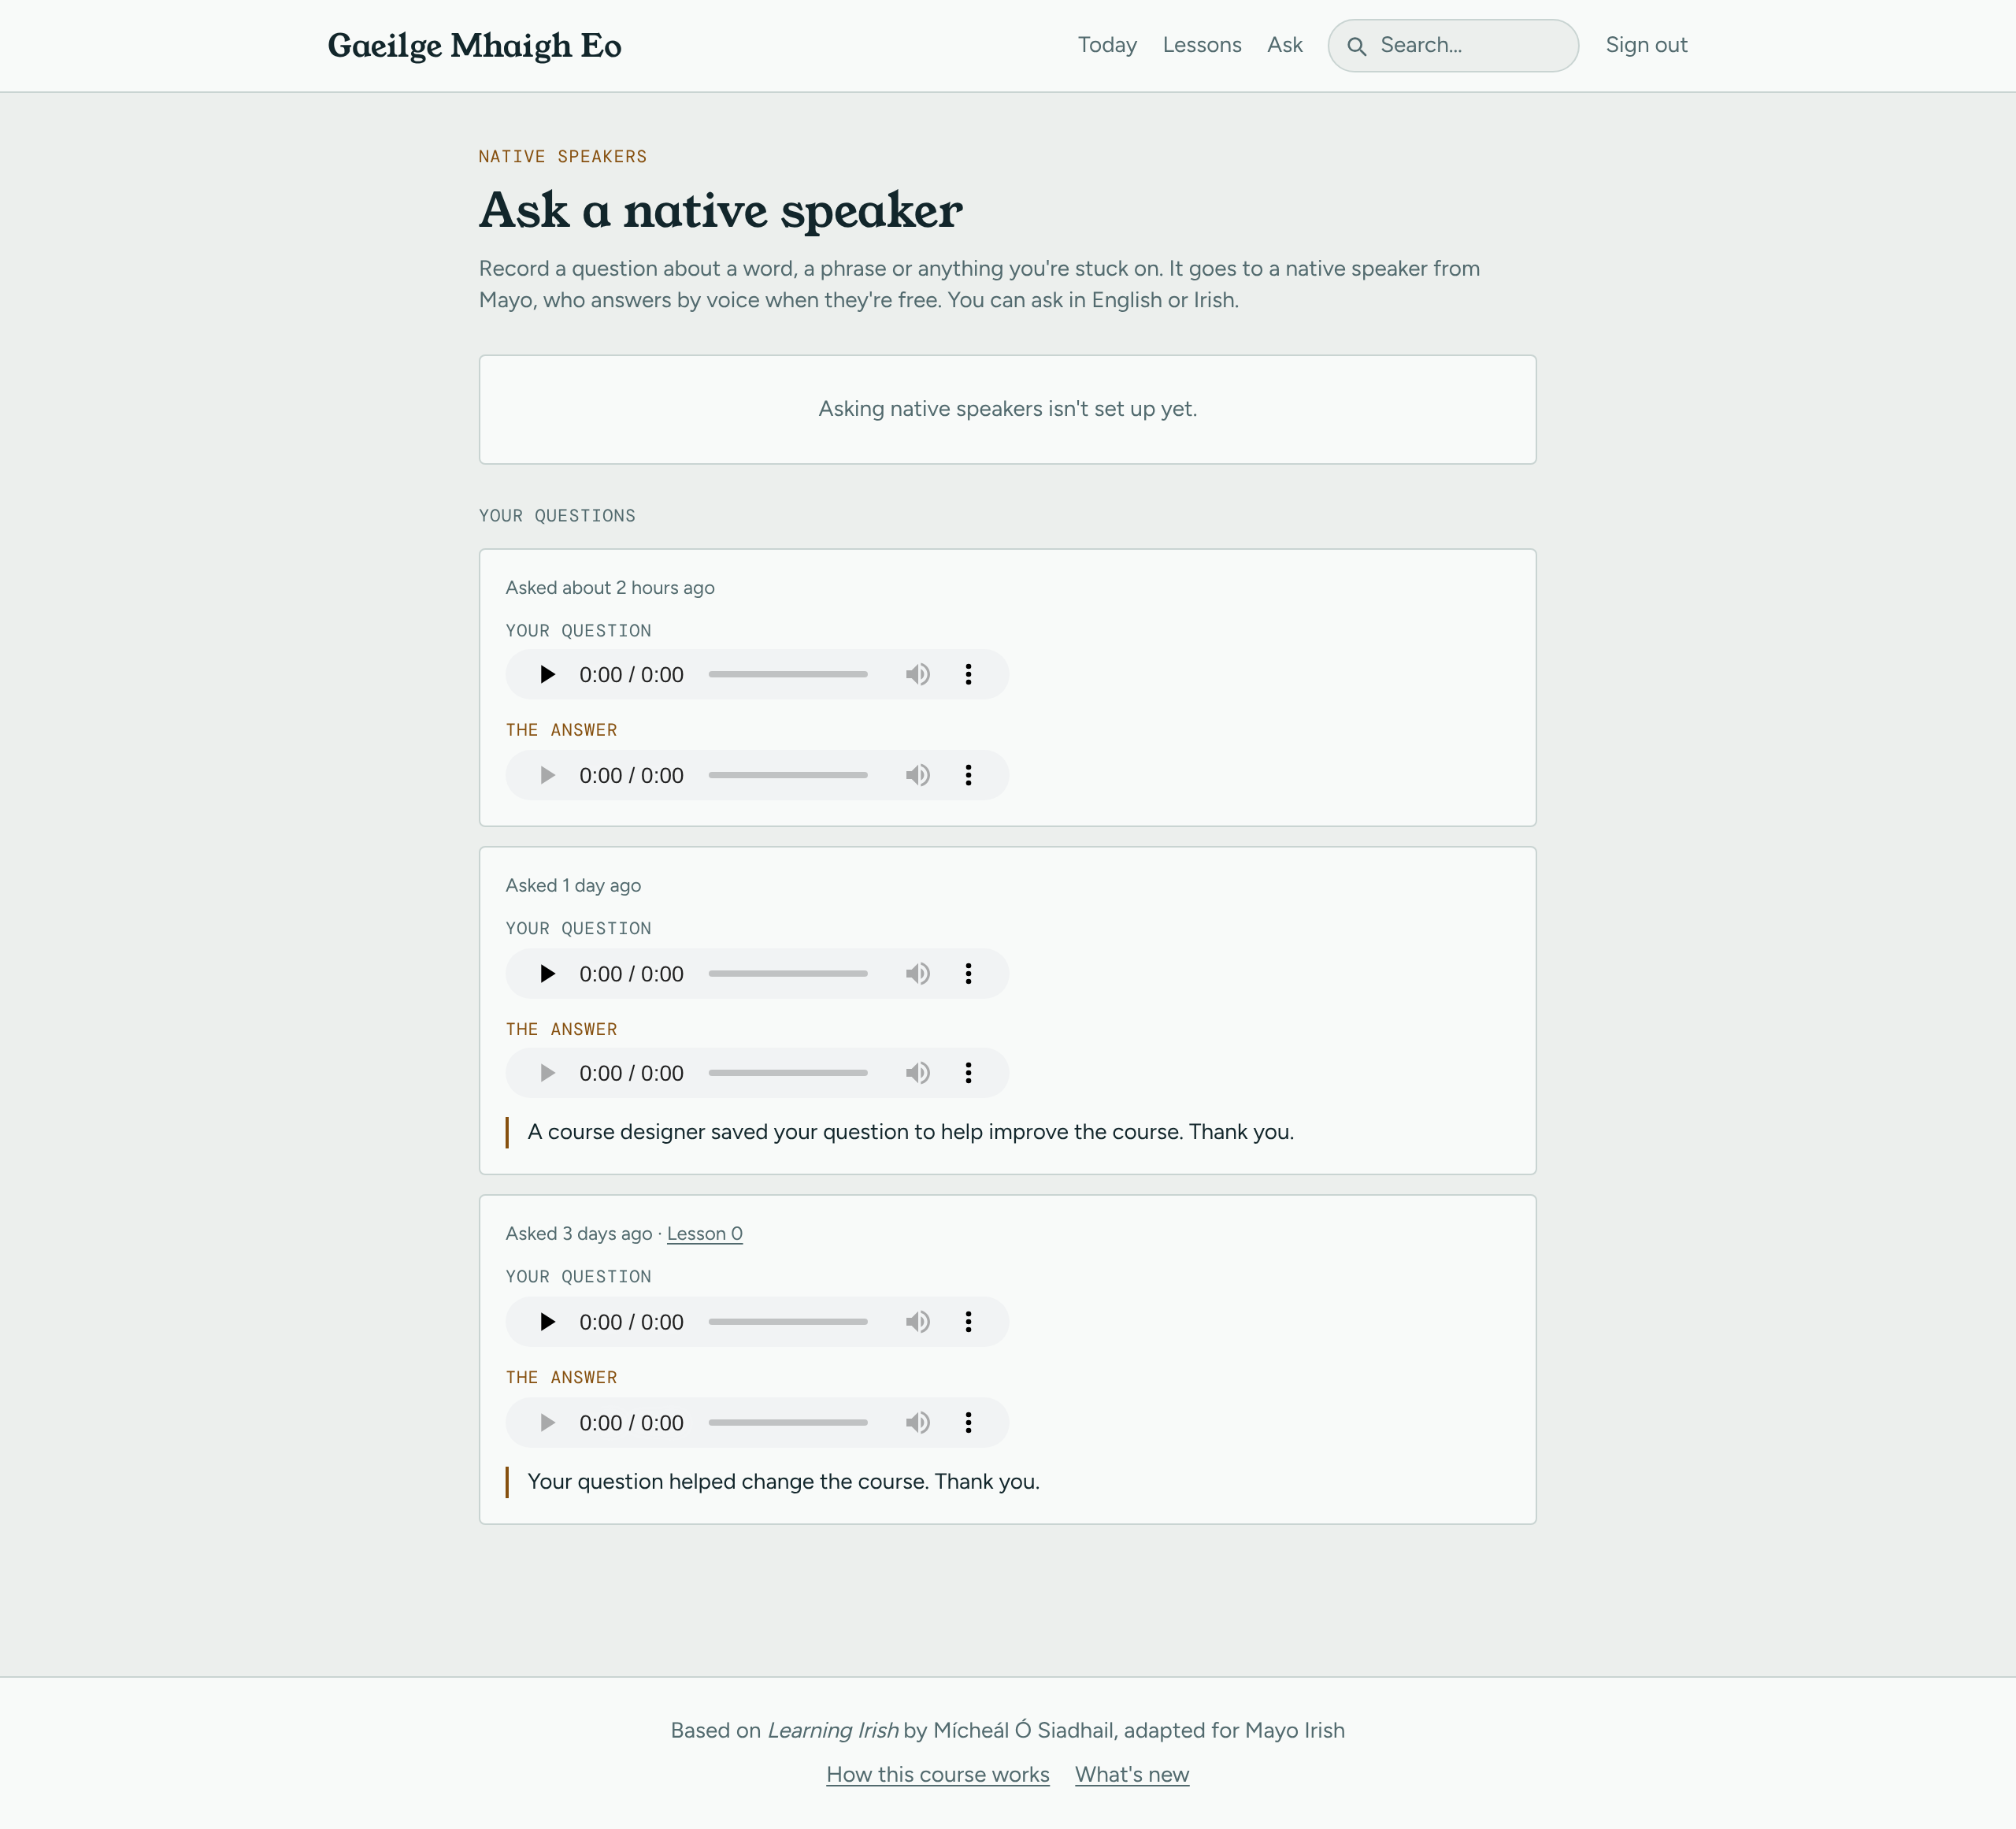 Gaeilge Mhaigh Eo
Today Lessons Ask Search... Sign out
NATIVE SPEAKERS
Ask a native speaker
Record a question about a word, a phrase or anything you're stuck on. It goes to a native speaker from
Mayo, who answers by voice when they're free. You can ask in English or Irish.
Asking native speakers isn't set up yet.
YOUR QUESTIONS
Asked about 2 hours ago
YOUR QUESTION
0:00 / 0:00
THE ANSWER
0:00 / 0:00
Asked 1 day ago
YOUR QUESTION
0:00 / 0:00
THE ANSWER
0:00 / 0:00
A course designer saved your question to help improve the course. Thank you.
Asked 3 days ago · Lesson 0
YOUR QUESTION
0:00 / 0:00
THE ANSWER
0:00 / 0:00
Your question helped change the course. Thank you.
Based on Learning Irish by Mícheál Ó Siadhail, adapted for Mayo Irish
How this course works What's new